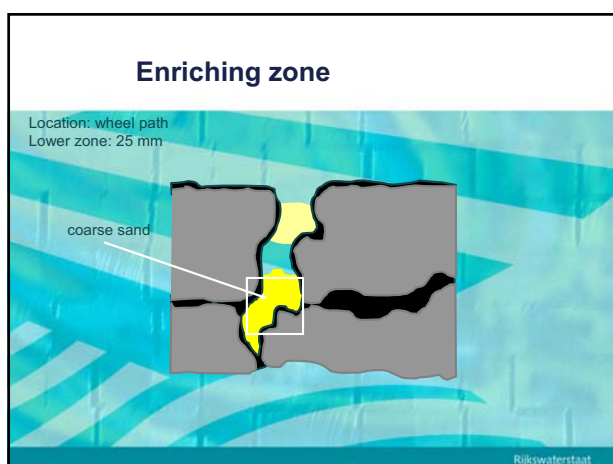 Enriching zone
Location: wheel path
Lower zone: 25 mm
coarse sand
Rijkswaterstaat